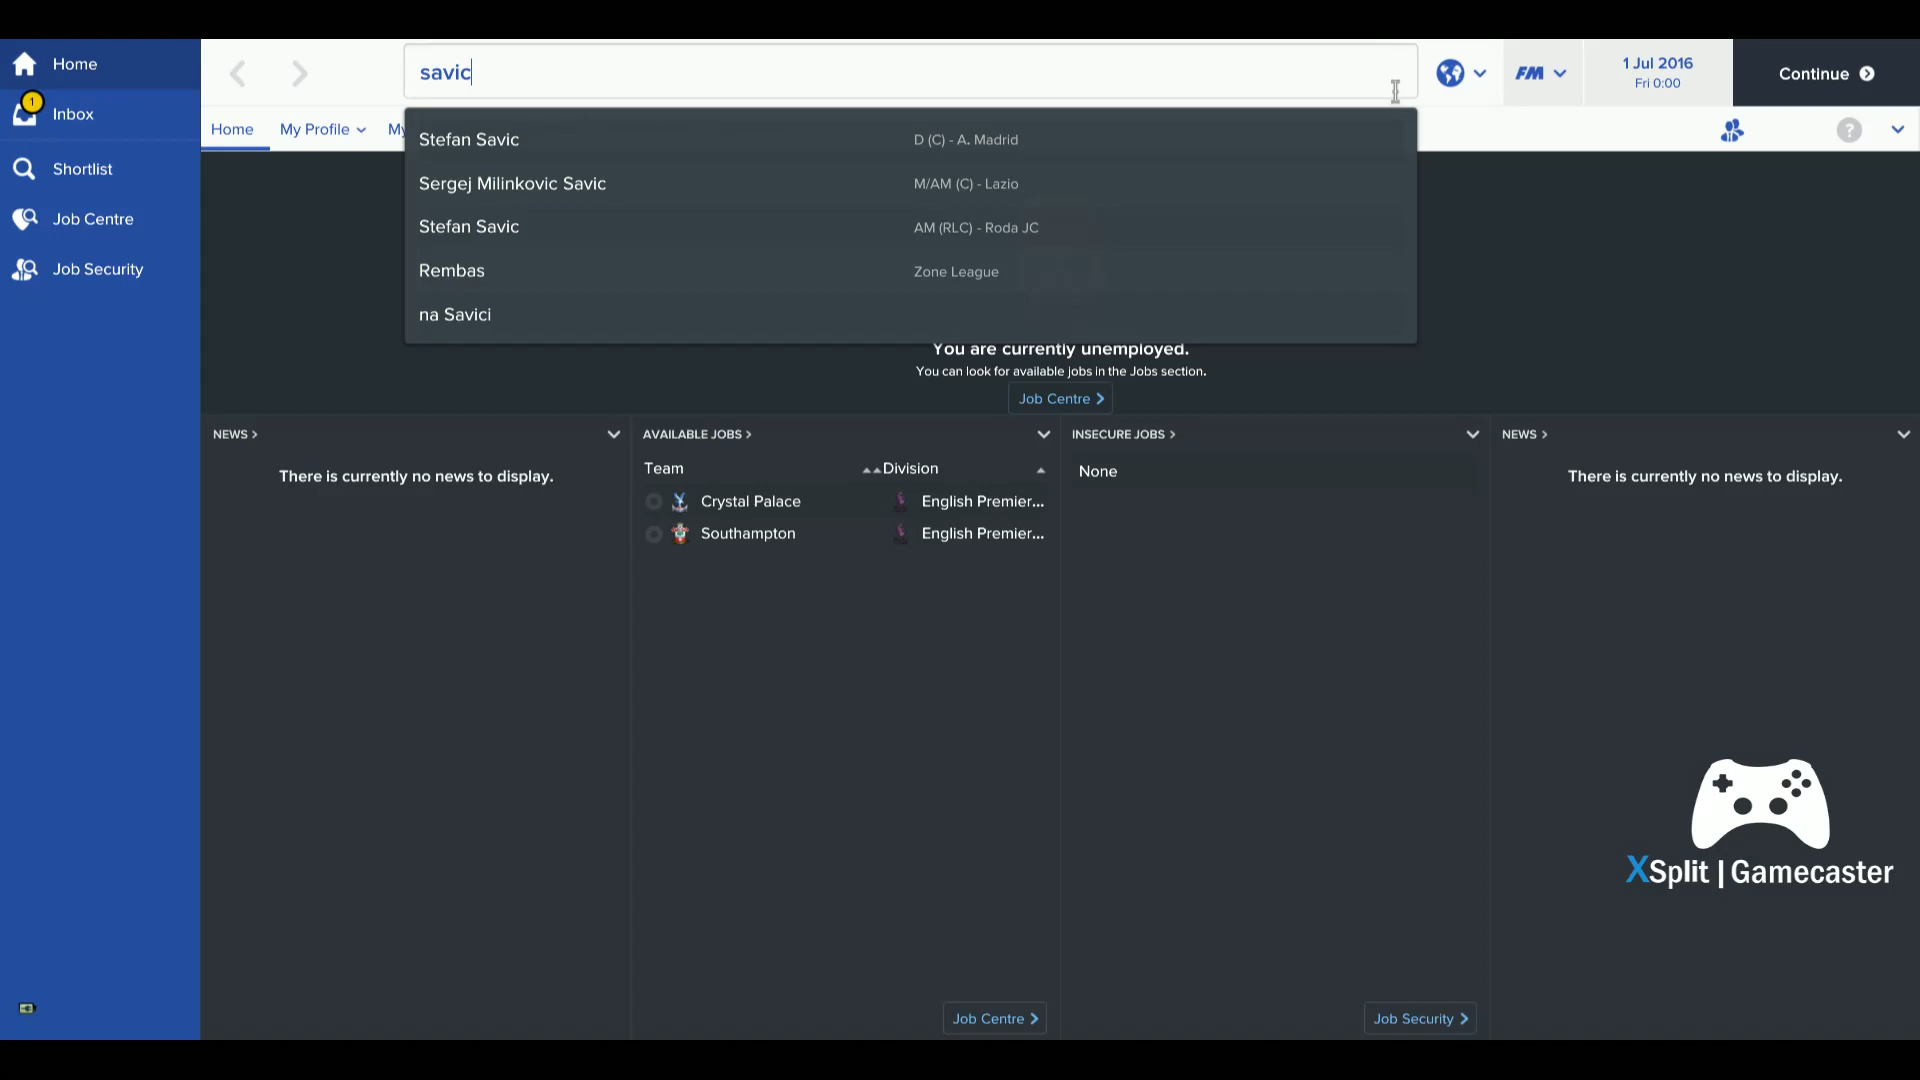 Home
Inbox
1
Shortlist
Job Centre
Job Security
savic
FM
1 Jul 2016
Fri 0:00
Continue
Home
My Profile
My
?
Stefan Savic D (C) - A. Madrid
Sergej Milinkovic Savic M/AM (C) - Lazio
Stefan Savic AM (RLC) - Roda JC
Rembas Zone League
na Savici
You are currently unemployed.
You can look for available jobs in the Jobs section.
Job Centre >
NEWS >
There is currently no news to display.
AVAILABLE JOBS >
Team Division
Crystal Palace English Premier...
Southampton English Premier...
Job Centre >
INSECURE JOBS >
None
Job Security >
NEWS >
There is currently no news to display.
XSplit | Gamecaster